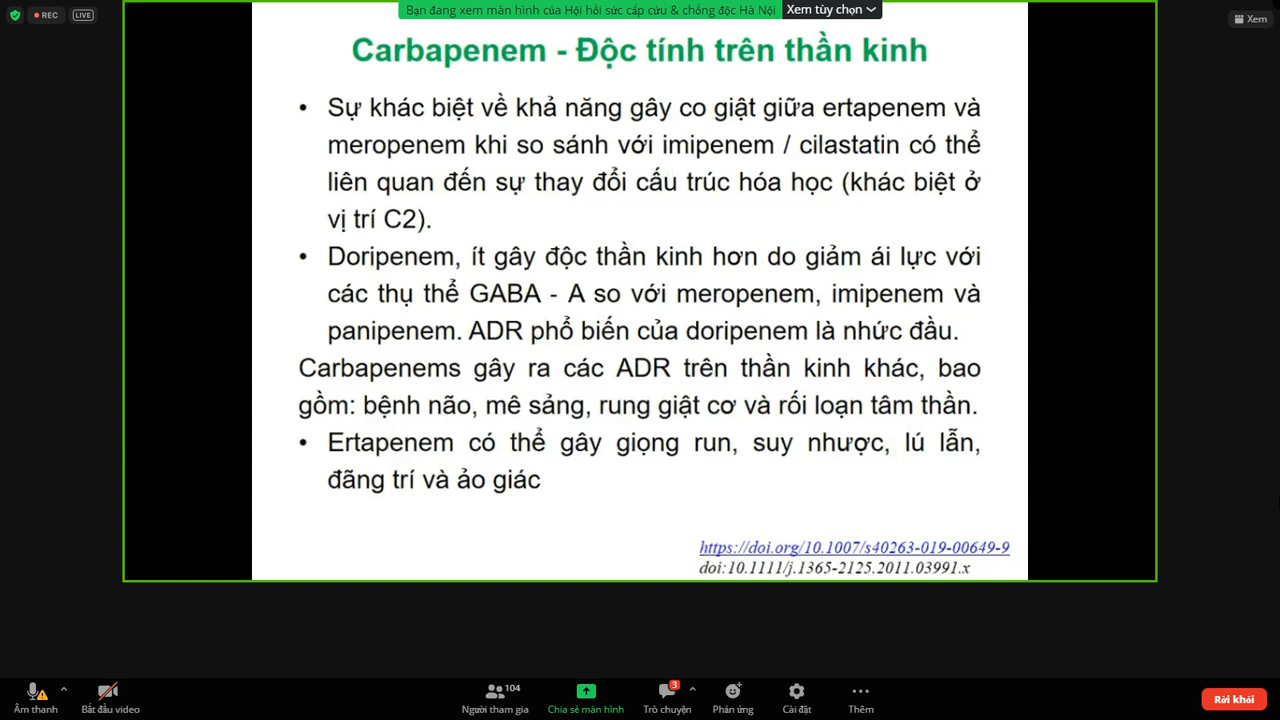 REC
LIVE
Bạn đang xem màn hình của Hội hồi sức cấp cứu & chống độc Hà Nội
Xem tùy chọn
Xem
Carbapenem - Độc tính trên thần kinh
• Sự khác biệt về khả năng gây co giật giữa ertapenem và
meropenem khi so sánh với imipenem / cilastatin có thể
liên quan đến sự thay đổi cấu trúc hóa học (khác biệt ở
vị trí C2).
• Doripenem, ít gây độc thần kinh hơn do giảm ái lực với
các thụ thể GABA - A so với meropenem, imipenem và
panipenem. ADR phổ biến của doripenem là nhức đầu.
Carbapenems gây ra các ADR trên thần kinh khác, bao
gồm: bệnh não, mê sảng, rung giật cơ và rối loạn tâm thần.
• Ertapenem có thể gây giọng run, suy nhược, lú lẫn,
đãng trí và ảo giác
https://doi.org/10.1007/s40263-019-00649-9
doi:10.1111/j.1365-2125.2011.03991.x
104
3
Âm thanh
Bắt đầu video
Người tham gia
Chia sẻ màn hình
Trò chuyện
Phản ứng
Cài đặt
Thêm
Rời khỏi